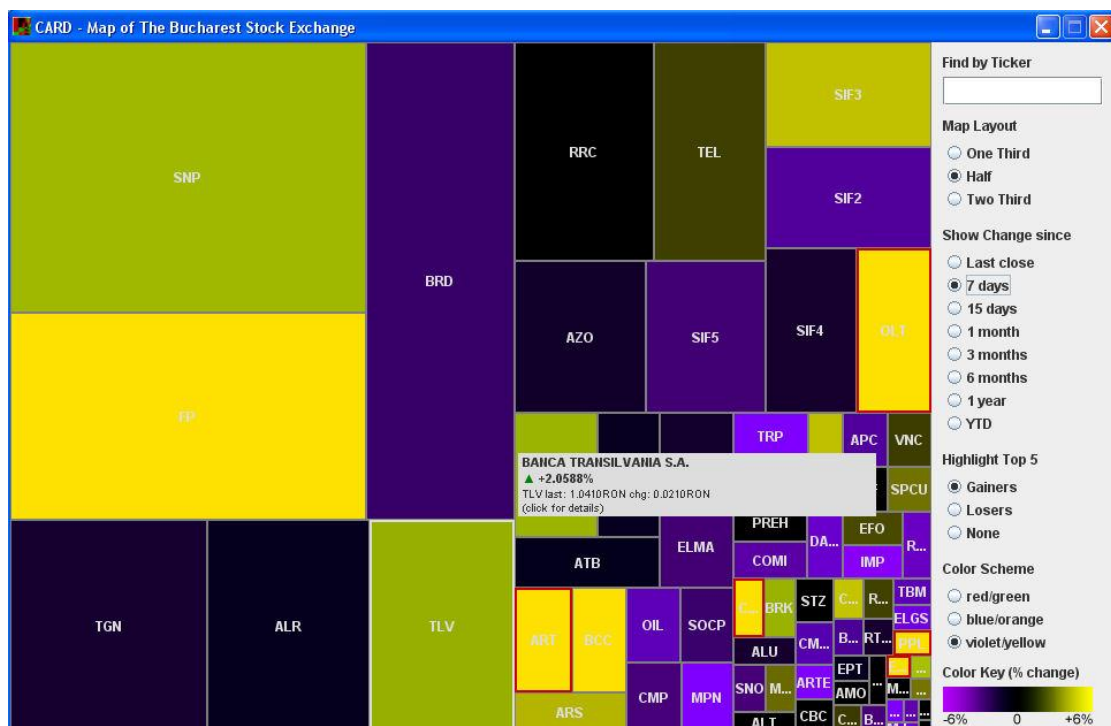 CARD - Map of The Bucharest Stock Exchange
SNP
BRD
RRC
TEL
SIF3
SIF2
FP
AZO
SIF5
SIF4
OLT
TRP
APC
VNC
BANCA TRANSILVANIA S.A.
▲ +2.0588%
TLV last: 1.0410RON chg: 0.0210RON
(click for details)
SPCU
PREH
DA...
EFO
R...
ATB
ELMA
COMI
IMP
TGN
ALR
TLV
ART
BCC
OIL
SOCP
C...
BRK
STZ
C...
R...
TBM
ELGS
ALU
CM...
B...
RT...
PPL
CMP
MPN
SNO
M...
ARTE
EPT
...
E...
...
AMO
M...
...
ARS
ALT
CBC
C...
B...
...
...
...
Find by Ticker
Map Layout
One Third
Half
Two Third
Show Change since
Last close
7 days
15 days
1 month
3 months
6 months
1 year
YTD
Highlight Top 5
Gainers
Losers
None
Color Scheme
red/green
blue/orange
violet/yellow
Color Key (% change)
-6% 0 +6%